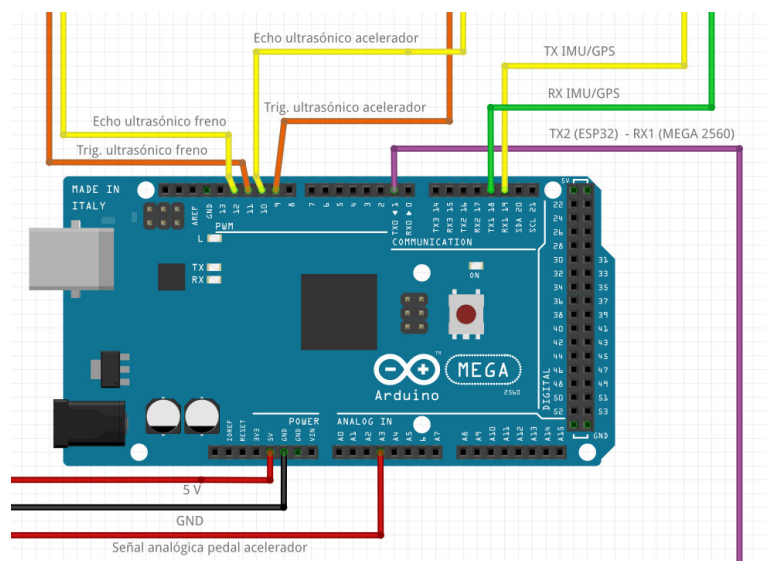 Echo ultrasónico acelerador
TX IMU/GPS
RX IMU/GPS
Trig. ultrasónico acelerador
Echo ultrasónico freno
TX2 (ESP32) - RX1 (MEGA 2560)
Trig. ultrasónico freno
MADE IN
ITALY
AREF
GND
13
12
11
10
9
8
7
6
5
4
3
2
TX0 1
RX0 0
TX3 14
RX3 15
TX2 16
RX2 17
TX1 18
RX1 19
SDA 20
SCL 21
5V
PWM
COMMUNICATION
L
TX
RX
ON
22
24
26
28
30 31
32 33
34 35
36 37
38 39
40 41
42 43
44 45
46 47
48 49
50 51
52 53
GND
DIGITAL
Arduino
TM
MEGA
2560
POWER
ANALOG IN
IOREF
RESET
3V3
5V
GND
GND
VIN
A0
A1
A2
A3
A4
A5
6
A7
A8
A9
A10
A11
A12
A13
A14
A15
5 V
GND
Señal analógica pedal acelerador